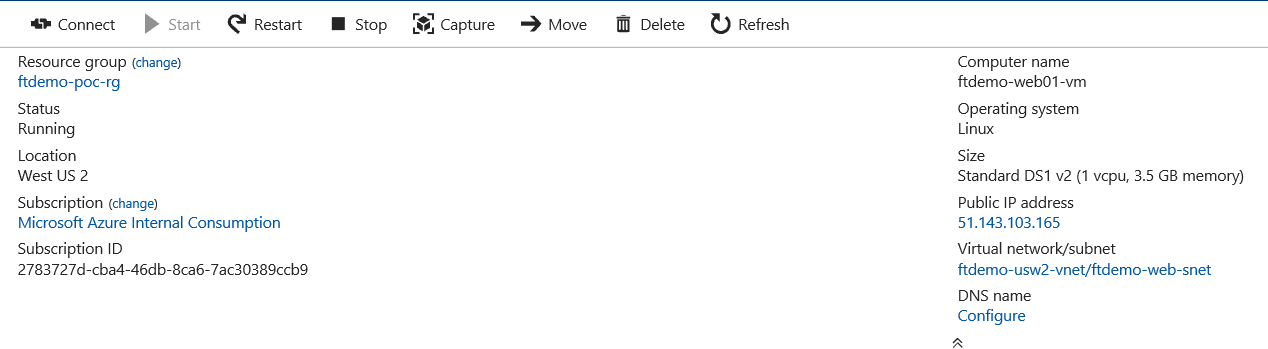 Connect Start Restart Stop Capture Move Delete Refresh
Resource group (change)
ftdemo-poc-rg
Status
Running
Location
West US 2
Subscription (change)
Microsoft Azure Internal Consumption
Subscription ID
2783727d-cba4-46db-8ca6-7ac30389ccb9
Computer name
ftdemo-web01-vm
Operating system
Linux
Size
Standard DS1 v2 (1 vcpu, 3.5 GB memory)
Public IP address
51.143.103.165
Virtual network/subnet
ftdemo-usw2-vnet/ftdemo-web-snet
DNS name
Configure